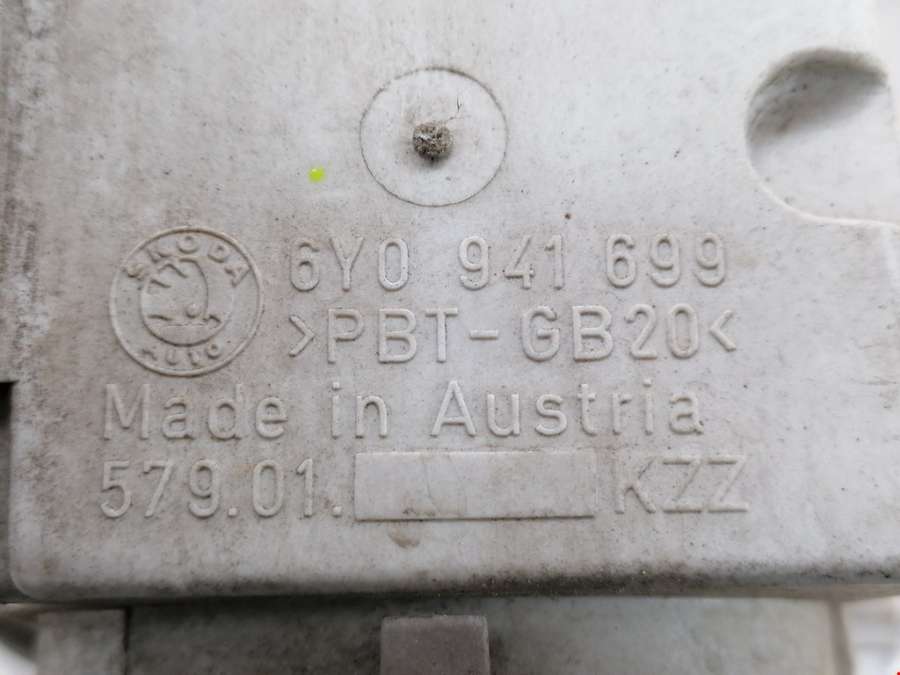 ŠKODA
AUTO
6Y0 941 699
>PBT-GB20<
Made in Austria
579.01. KZZ